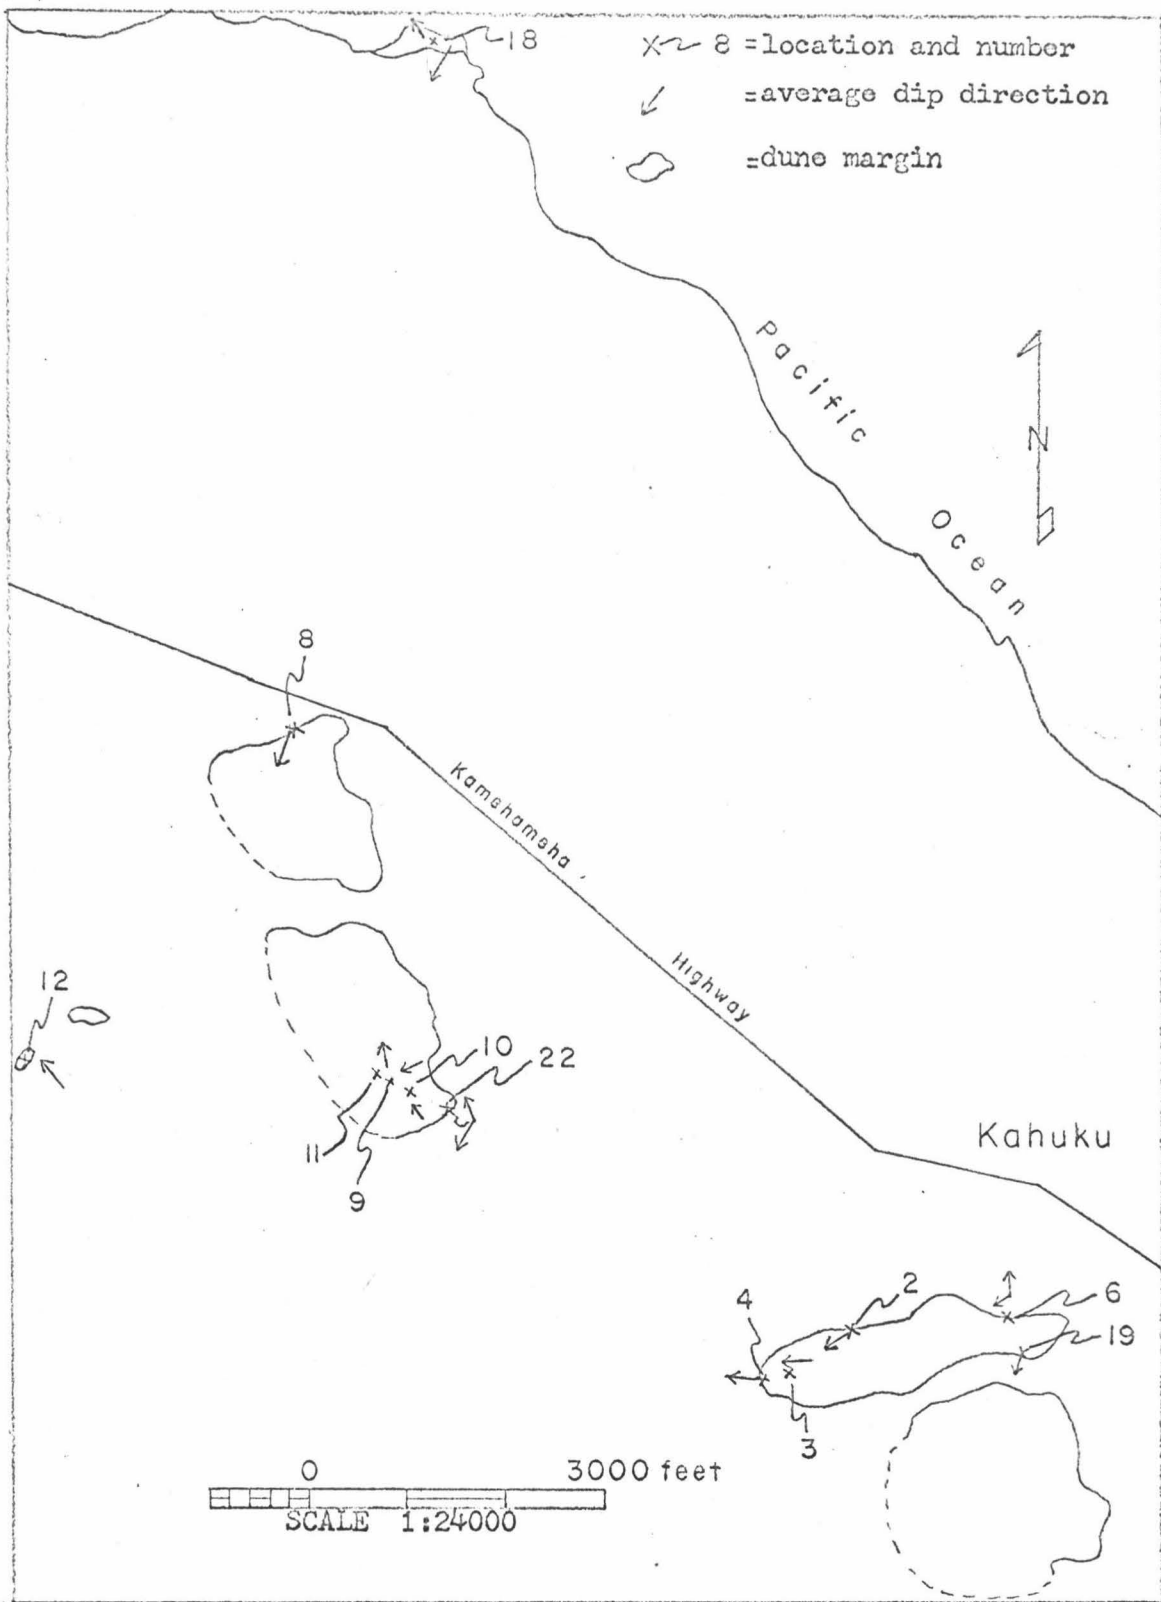 18
8 =location and number
=average dip direction
=dune margin
Pacific
Ocean
N
8
Kamehameha
Highway
12
10
22
11
9
Kahuku
4
2
6
19
3
0 3000 feet
SCALE 1:24000